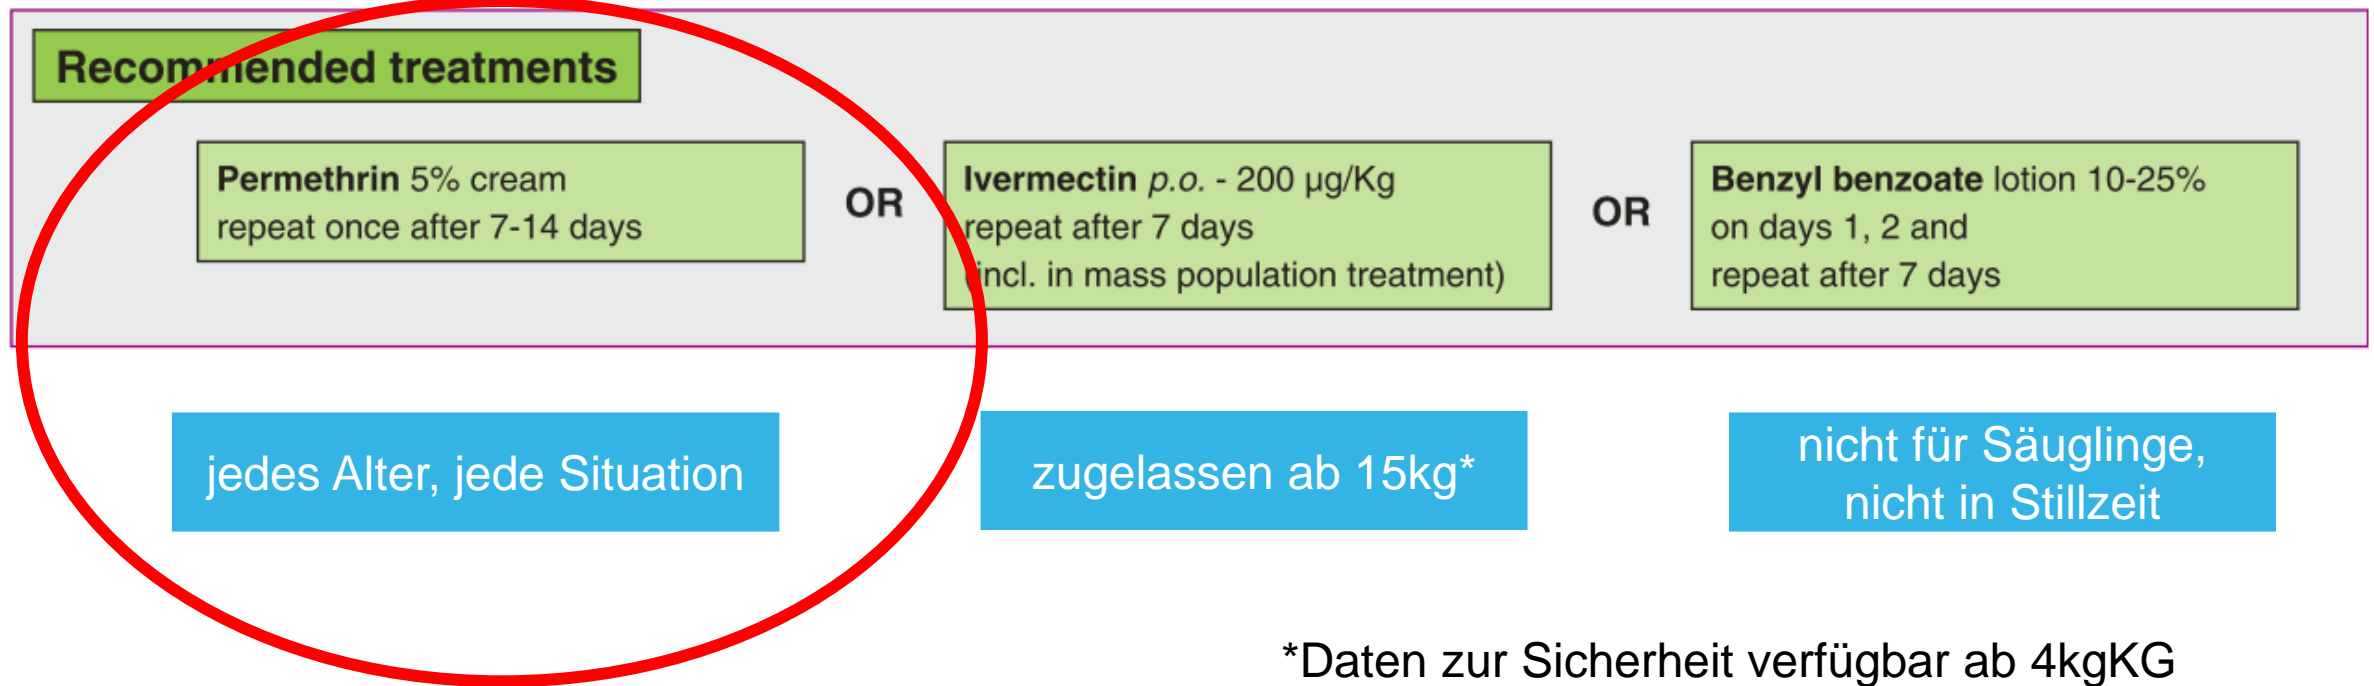 Recommended treatments
Permethrin 5% cream
repeat once after 7-14 days
OR
Ivermectin p.o. - 200 µg/Kg
repeat after 7 days
(incl. in mass population treatment)
OR
Benzyl benzoate lotion 10-25%
on days 1, 2 and
repeat after 7 days
jedes Alter, jede Situation
zugelassen ab 15kg*
nicht für Säuglinge,
nicht in Stillzeit
*Daten zur Sicherheit verfügbar ab 4kgKG